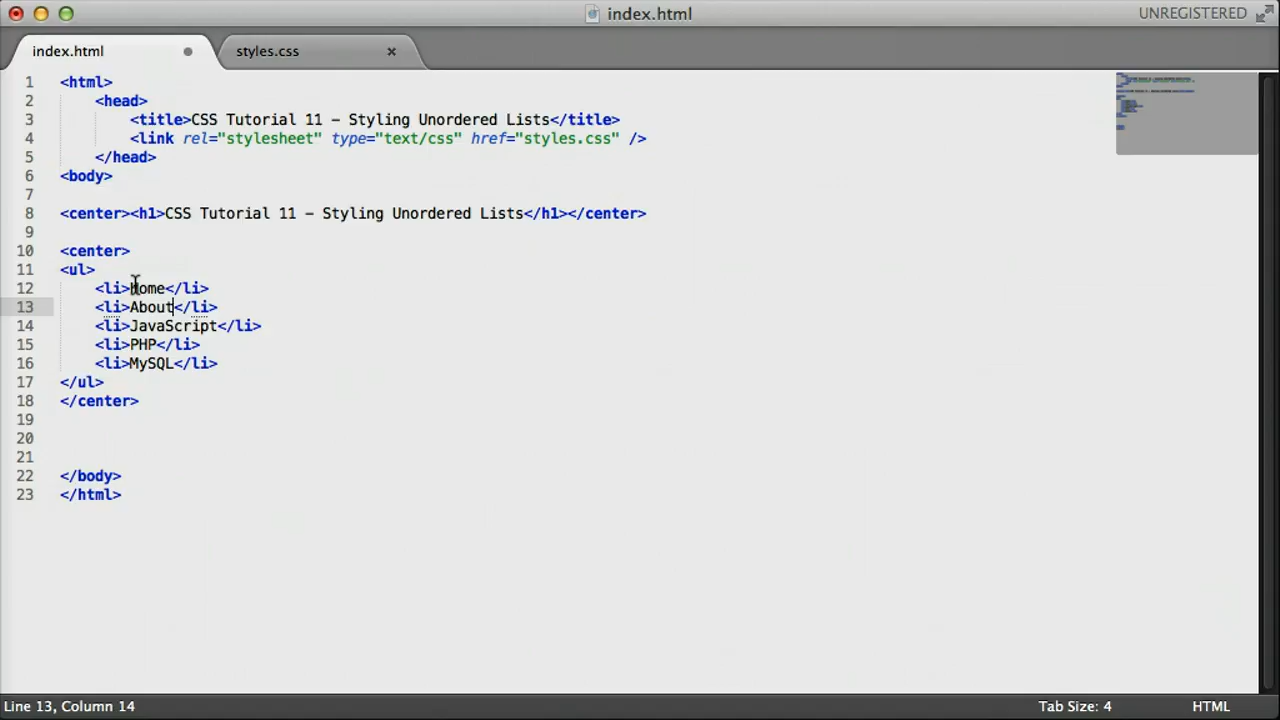 index.html
UNREGISTERED
index.html
styles.css ×
1 <html>
2 <head>
3 <title>CSS Tutorial 11 - Styling Unordered Lists</title>
4 <link rel="stylesheet" type="text/css" href="styles.css" />
5 </head>
6 <body>
7
8 <center><h1>CSS Tutorial 11 - Styling Unordered Lists</h1></center>
9
10 <center>
11 <ul>
12 <li>Home</li>
13 <li>About</li>
14 <li>JavaScript</li>
15 <li>PHP</li>
16 <li>MySQL</li>
17 </ul>
18 </center>
19
20
21
22 </body>
23 </html>
Line 13, Column 14
Tab Size: 4
HTML